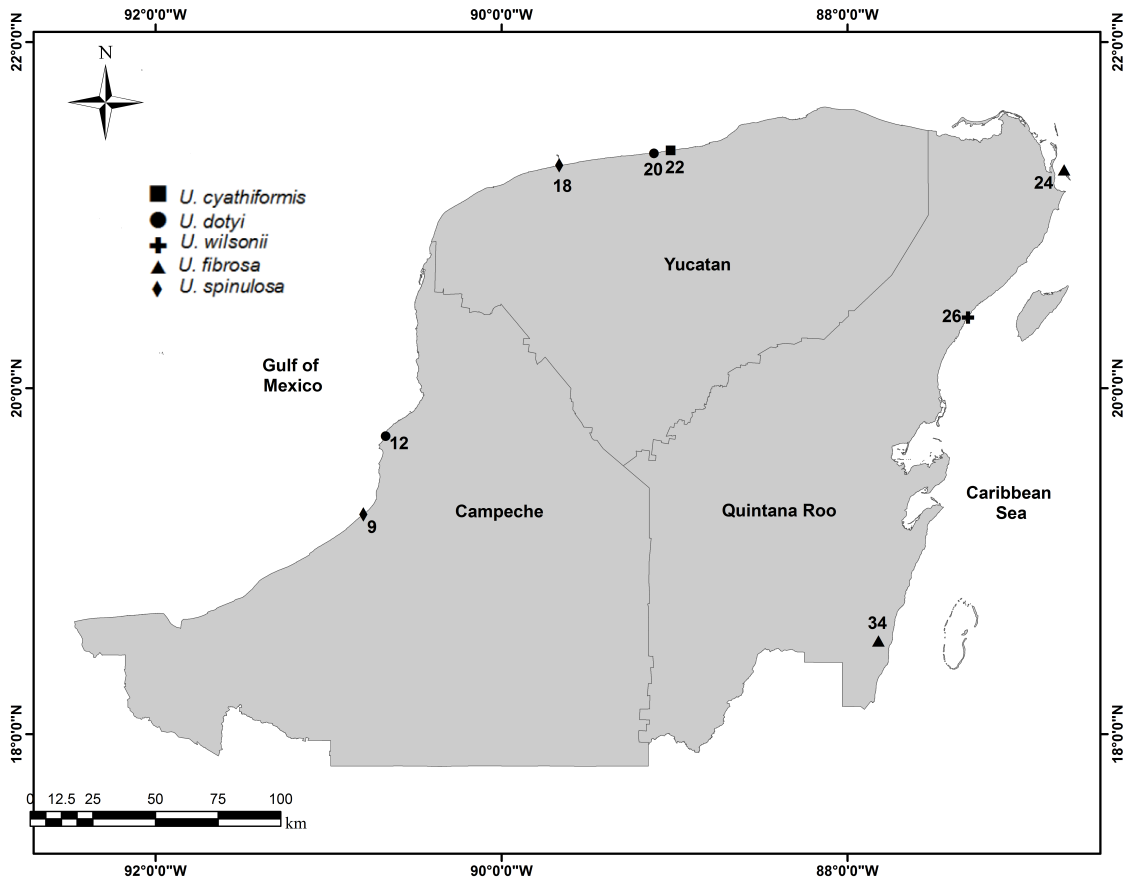 92°0'0"W 90°0'0"W 88°0'0"W
22°0'0"N 22°0'0"N
N
20 22
18
24
U. cyathiformis
U. dotyi
U. wilsonii
U. fibrosa
U. spinulosa
Yucatan
26
Gulf of
Mexico
20°0'0"N 20°0'0"N
12
Campeche
Quintana Roo
Caribbean
Sea
9
34
18°0'0"N 18°0'0"N
0 12.5 25 50 75 100
km
92°0'0"W 90°0'0"W 88°0'0"W